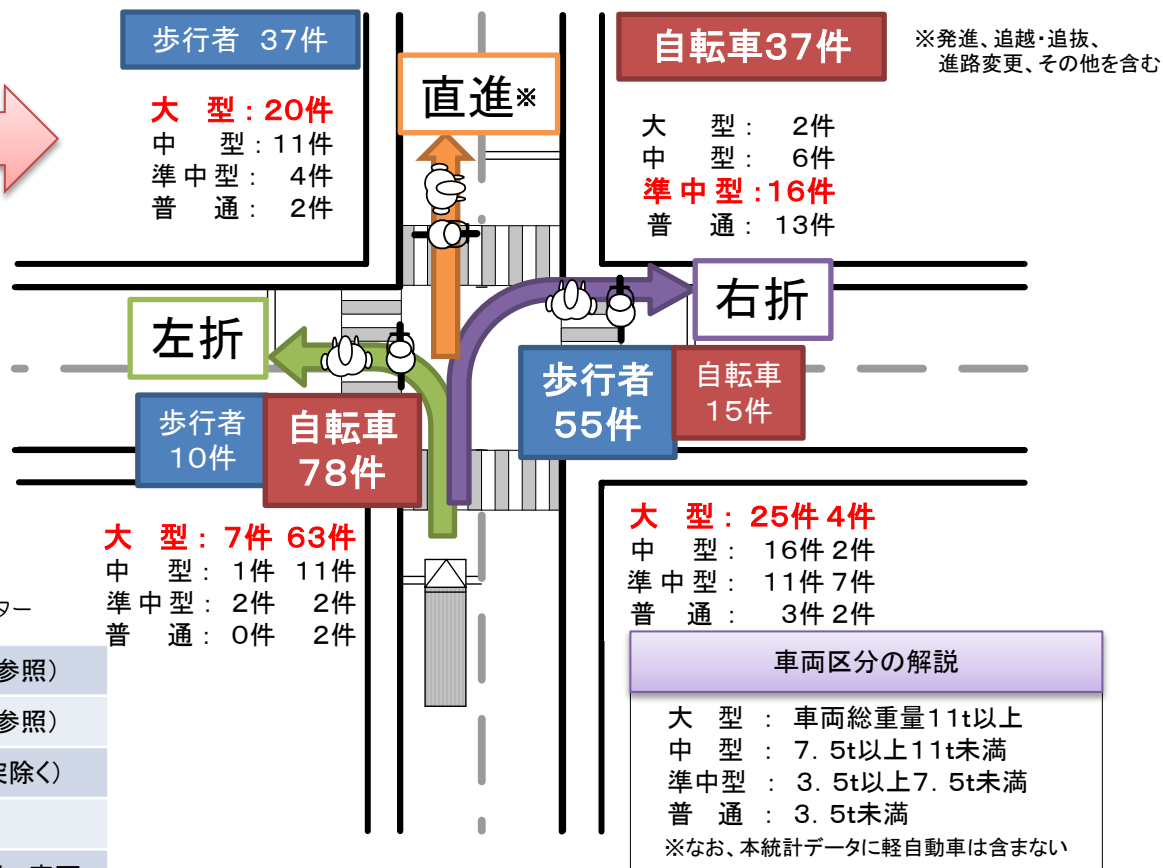 歩行者 37件
大 型：20件
中 型：11件
準中型： 4件
普 通： 2件
直進※
自転車37件
※発進、追越・追抜、
進路変更、その他を含む
大 型： 2件
中 型： 6件
準中型：16件
普 通： 13件
左折
右折
歩行者
10件
自転車
78件
歩行者
55件
自転車
15件
大 型： 7件 63件
中 型： 1件 11件
準中型： 2件 2件
普 通： 0件 2件
大 型： 25件 4件
中 型： 16件 2件
準中型： 11件 7件
普 通： 3件 2件
ター
参照）
参照）
除く）
車両区分の解説
大 型 ： 車両総重量11t以上
中 型 ： 7．5t以上11t未満
準中型 ： 3．5t以上7．5t未満
普 通 ： 3．5t未満
※なお、本統計データに軽自動車は含まない